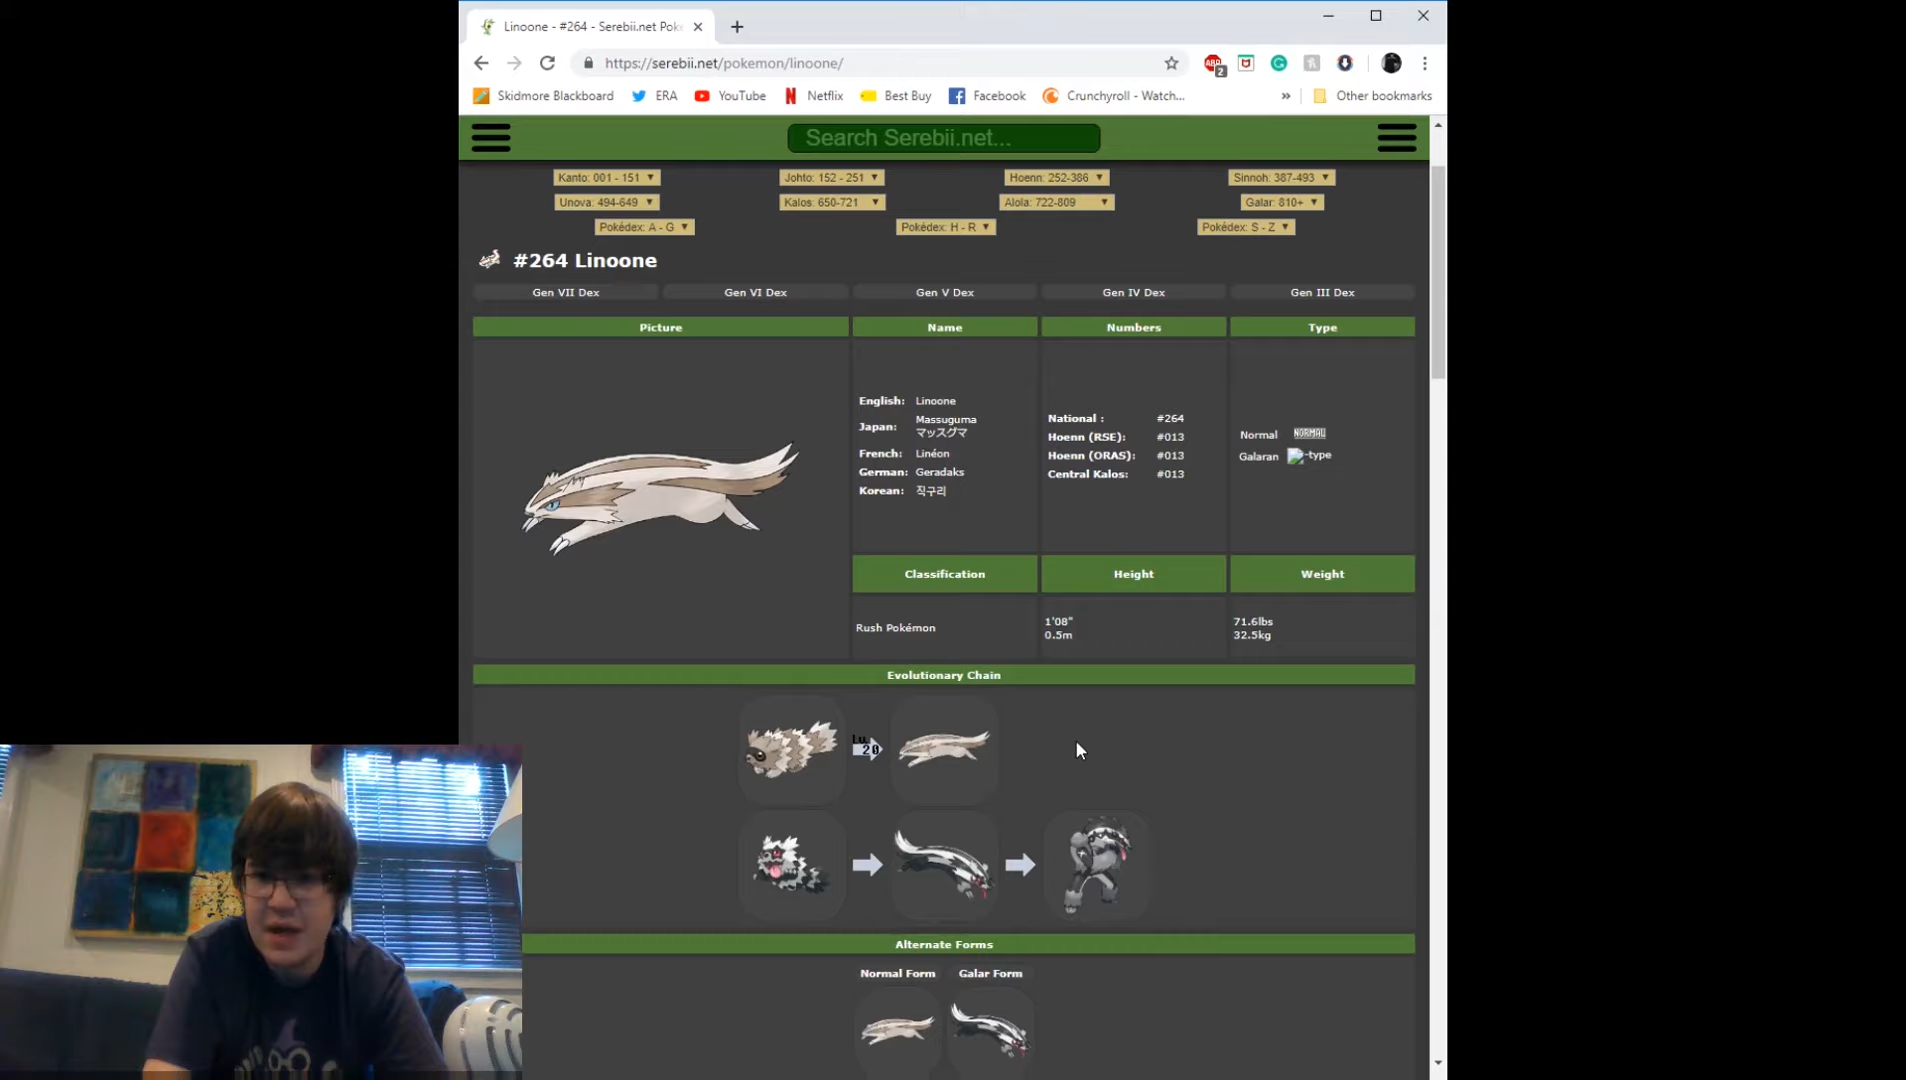 Linoone - #264 - Serebii.net Poké
https://serebii.net/pokemon/linoone/
2
Skidmore Blackboard ERA YouTube Netflix Best Buy Facebook Crunchyroll - Watch... » Other bookmarks
Search Serebii.net...
Kanto: 001 - 151 Johto: 152 - 251 Hoenn: 252-386 Sinnoh: 387-493
Unova: 494-649 Kalos: 650-721 Alola: 722-809 Galar: 810+
Pokédex: A - G Pokédex: H - R Pokédex: S - Z
#264 Linoone
Gen VII Dex Gen VI Dex Gen V Dex Gen IV Dex Gen III Dex
Picture Name Numbers Type
English: Linoone
Japan: Massuguma
マッスグマ
French: Linéon
German: Geradaks
Korean: 직구리
National : #264
Hoenn (RSE): #013
Hoenn (ORAS): #013
Central Kalos: #013
Normal NORMAL
Galaran -type
Classification Height Weight
Rush Pokémon
1'08"
0.5m
71.6lbs
32.5kg
Evolutionary Chain
Lv. 20
Alternate Forms
Normal Form Galar Form